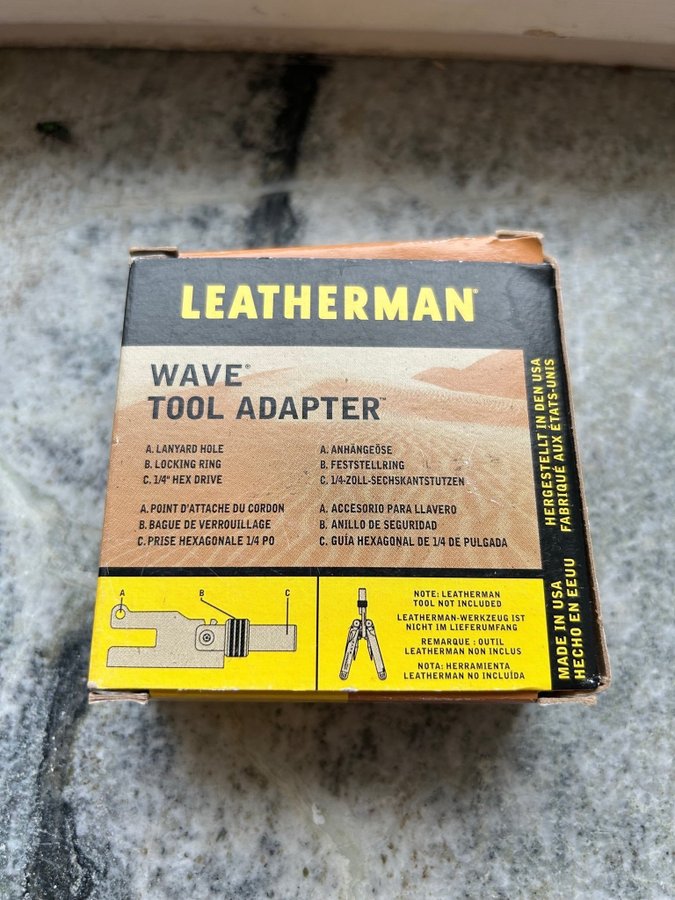 LEATHERMAN®
WAVE®
TOOL ADAPTER™
A. LANYARD HOLE
B. LOCKING RING
C. 1/4" HEX DRIVE
A. ANHÄNGEÖSE
B. FESTSTELLRING
C. 1/4-ZOLL-SECHSKANTSTUTZEN
A. POINT D'ATTACHE DU CORDON
B. BAGUE DE VERROUILLAGE
C. PRISE HEXAGONALE 1/4 PO
A. ACCESORIO PARA LLAVERO
B. ANILLO DE SEGURIDAD
C. GUÍA HEXAGONAL DE 1/4 DE PULGADA
A B C
NOTE: LEATHERMAN
TOOL NOT INCLUDED
LEATHERMAN-WERKZEUG IST
NICHT IM LIEFERUMFANG
REMARQUE : OUTIL
LEATHERMAN NON INCLUS
NOTA: HERRAMIENTA
LEATHERMAN NO INCLUÍDA
MADE IN USA
HECHO EN EEUU
HERGESTELLT IN DEN USA
FABRIQUÉ AUX ÉTATS-UNIS